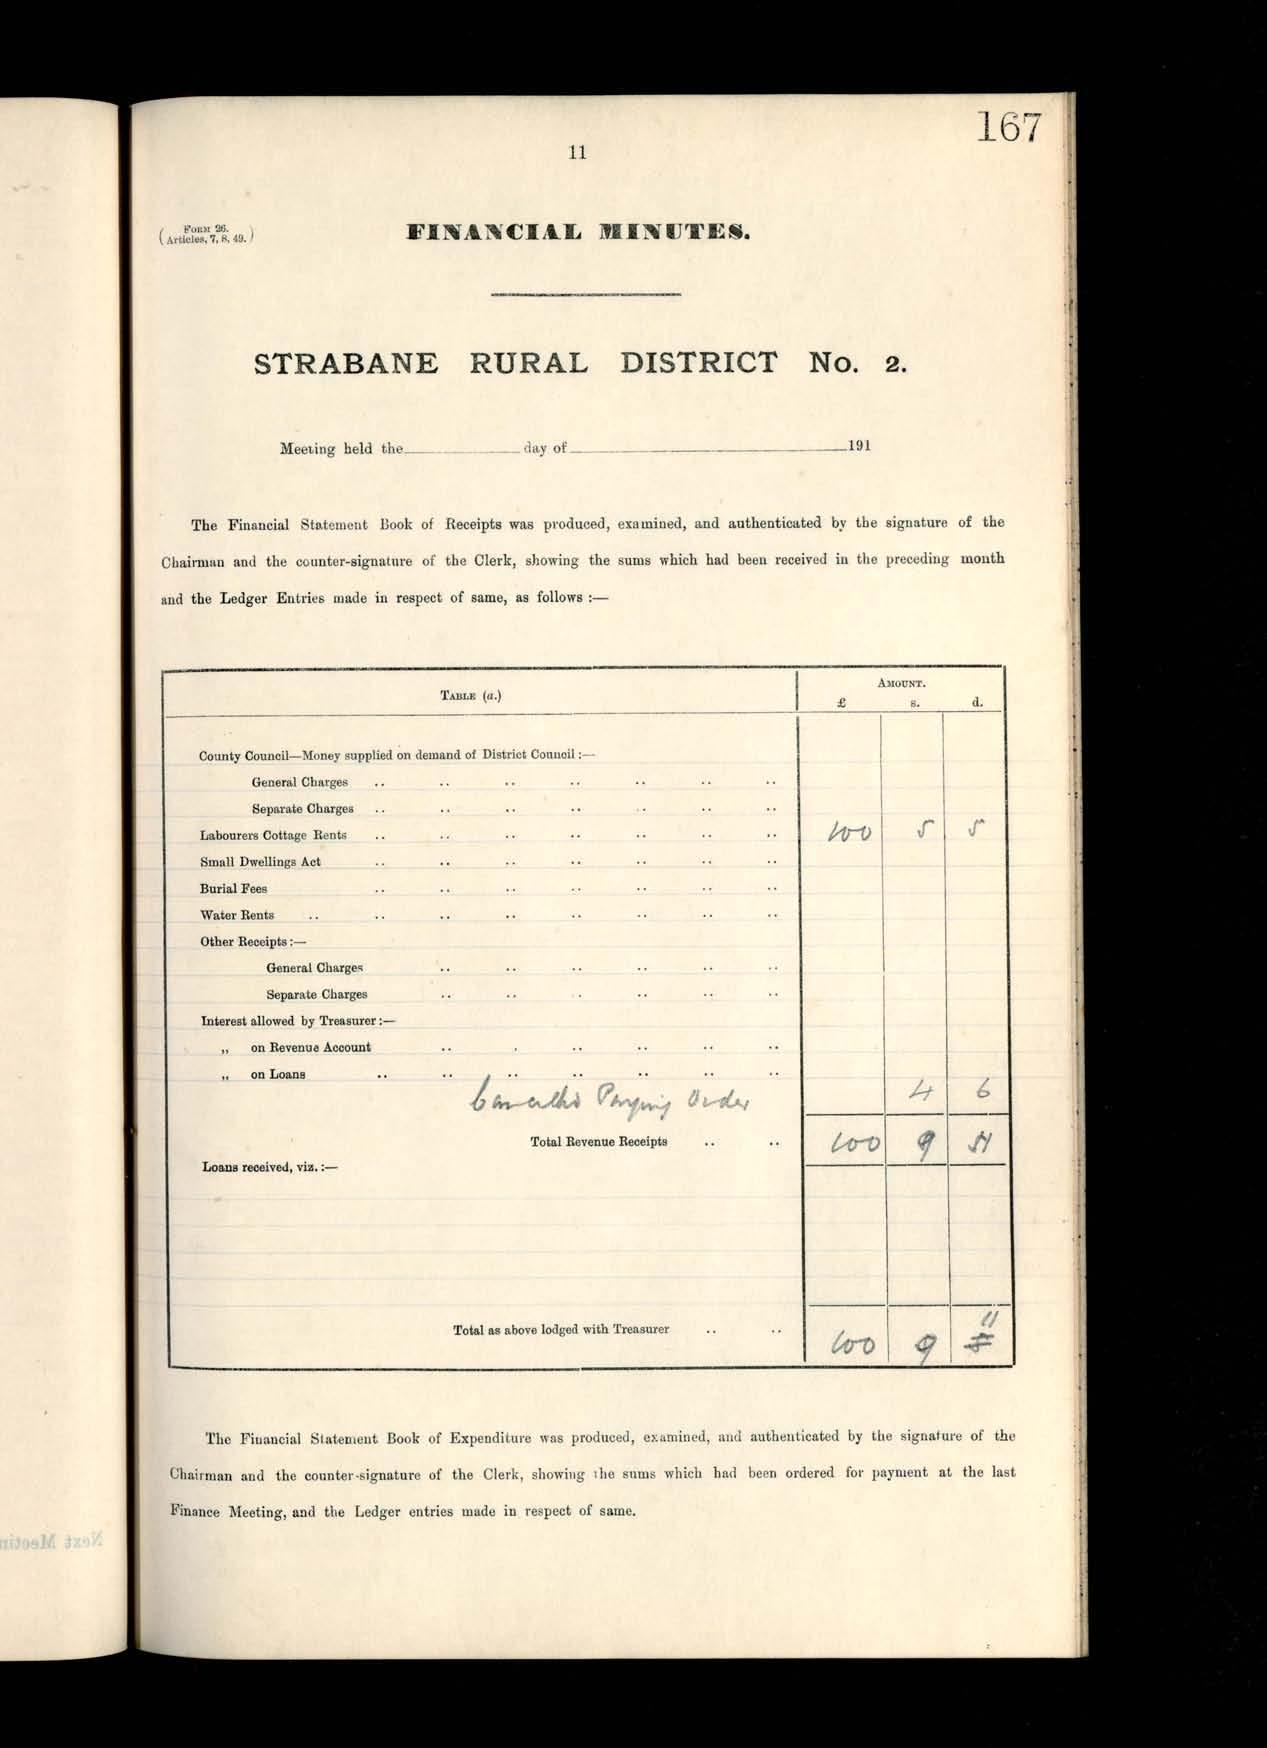 167
11
Form 26.
(Articles, 7, 8, 49.)
FINANCIAL MINUTES.
STRABANE RURAL DISTRICT No. 2.
Meeting held the day of 191
The Financial Statement Book of Receipts was produced, examined, and authenticated by the signature of the
Chairman and the counter-signature of the Clerk, showing the sums which had been received in the preceding month
and the Ledger Entries made in respect of same, as follows :—
Table (a.) Amount.
£ s. d.
County Council—Money supplied on demand of District Council :—
General Charges .. .. .. .. .. .. ..
Separate Charges .. .. .. .. .. .. ..
Labourers Cottage Rents .. .. .. .. .. .. .. 100 5 5
Small Dwellings Act .. .. .. .. .. .. ..
Burial Fees .. .. .. .. .. .. ..
Water Rents .. .. .. .. .. .. .. ..
Other Receipts :—
General Charges .. .. .. .. .. ..
Separate Charges .. .. . .. .. ..
Interest allowed by Treasurer :—
„ on Revenue Account .. . .. .. .. ..
„ on Loans .. .. .. .. .. .. ..
Paying Order 4 6
Total Revenue Receipts .. .. 100 9 11
Loans received, viz. :—
11
Total as above lodged with Treasurer .. .. 100 9 5
The Financial Statement Book of Expenditure was produced, examined, and authenticated by the signature of the
Chairman and the counter-signature of the Clerk, showing the sums which had been ordered for payment at the last
Finance Meeting, and the Ledger entries made in respect of same.
Next Meetin